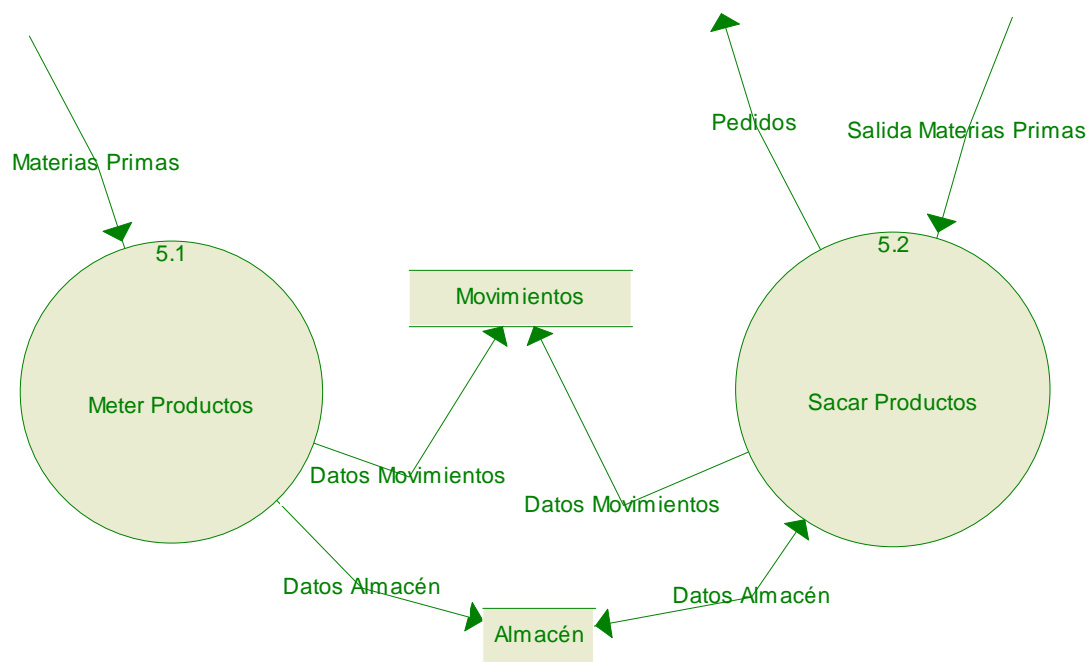 Pedidos
Salida Materias Primas
Materias Primas
5.1
5.2
Movimientos
Meter Productos
Sacar Productos
Datos Movimientos
Datos Movimientos
Datos Almacén
Datos Almacén
Almacén